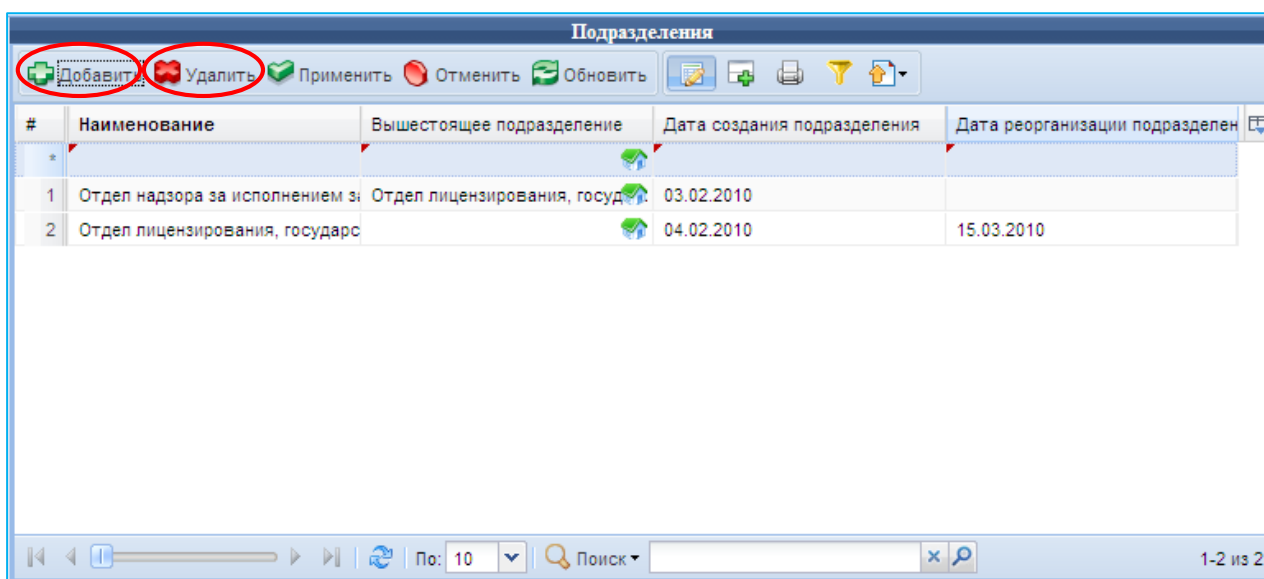 Подразделения
Добавить Удалить Применить Отменить Обновить
# Наименование Вышестоящее подразделение Дата создания подразделения Дата реорганизации подразделен
*
1 Отдел надзора за исполнением за Отдел лицензирования, госуд 03.02.2010
2 Отдел лицензирования, государс 04.02.2010 15.03.2010
По: 10 Поиск 1-2 из 2